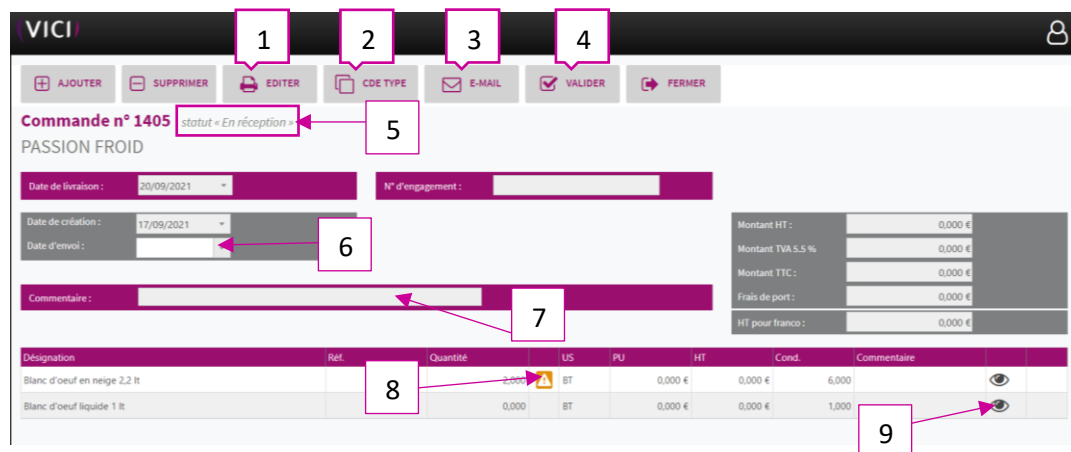 (VICI)
1 2 3 4
AJOUTER SUPPRIMER EDITER CDE TYPE E-MAIL VALIDER FERMER
Commande n° 1405 statut « En réception » 5
PASSION FROID
Date de livraison : 20/09/2021 N° d'engagement :
Date de création : 17/09/2021 Montant HT : 0,000 €
Date d'envoi : 6 Montant TVA 5.5 % 0,000 €
Montant TTC : 0,000 €
Commentaire : Frais de port : 0,000 €
7 HT pour franco : 0,000 €
Désignation Réf. Quantité US PU HT Cond. Commentaire
Blanc d'oeuf en neige 2,2 lt 8 2,000 BT 0,000 € 0,000 € 6,000
Blanc d'oeuf liquide 1 lt 0,000 BT 0,000 € 0,000 € 1,000
9